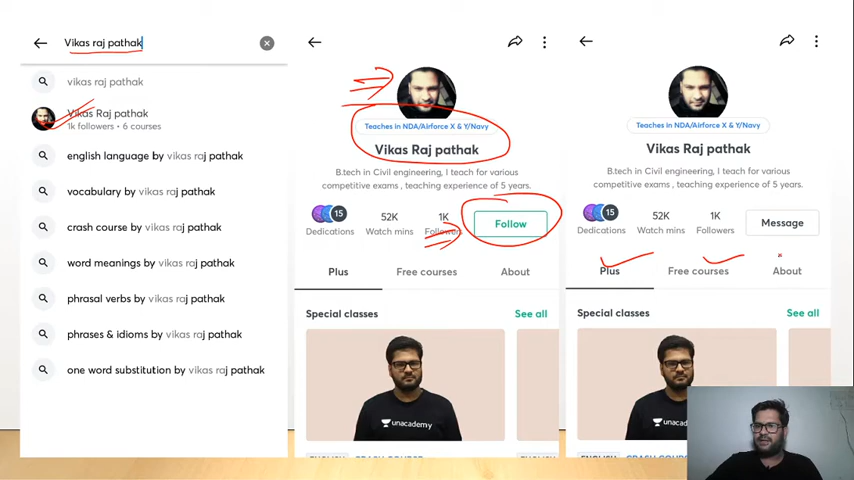 Vikas raj pathak
vikas raj pathak
Vikas Raj pathak
1k followers • 6 courses
english language by vikas raj pathak
vocabulary by vikas raj pathak
crash course by vikas raj pathak
word meanings by vikas raj pathak
phrasal verbs by vikas raj pathak
phrases & idioms by vikas raj pathak
one word substitution by vikas raj pathak
Teaches in NDA/Airforce X & Y/Navy
Vikas Raj pathak
B.tech in Civil engineering, I teach for various
competitive exams , teaching experience of 5 years.
15 52K 1K Follow
Dedications Watch mins Followers
Plus Free courses About
Special classes See all
unacademy
ENGLISH CRASH COURSE
Teaches in NDA/Airforce X & Y/Navy
Vikas Raj pathak
B.tech in Civil engineering, I teach for various
competitive exams , teaching experience of 5 years.
15 52K 1K Message
Dedications Watch mins Followers
Plus Free courses About
Special classes See all
unacademy
ENGLISH CRASH COU